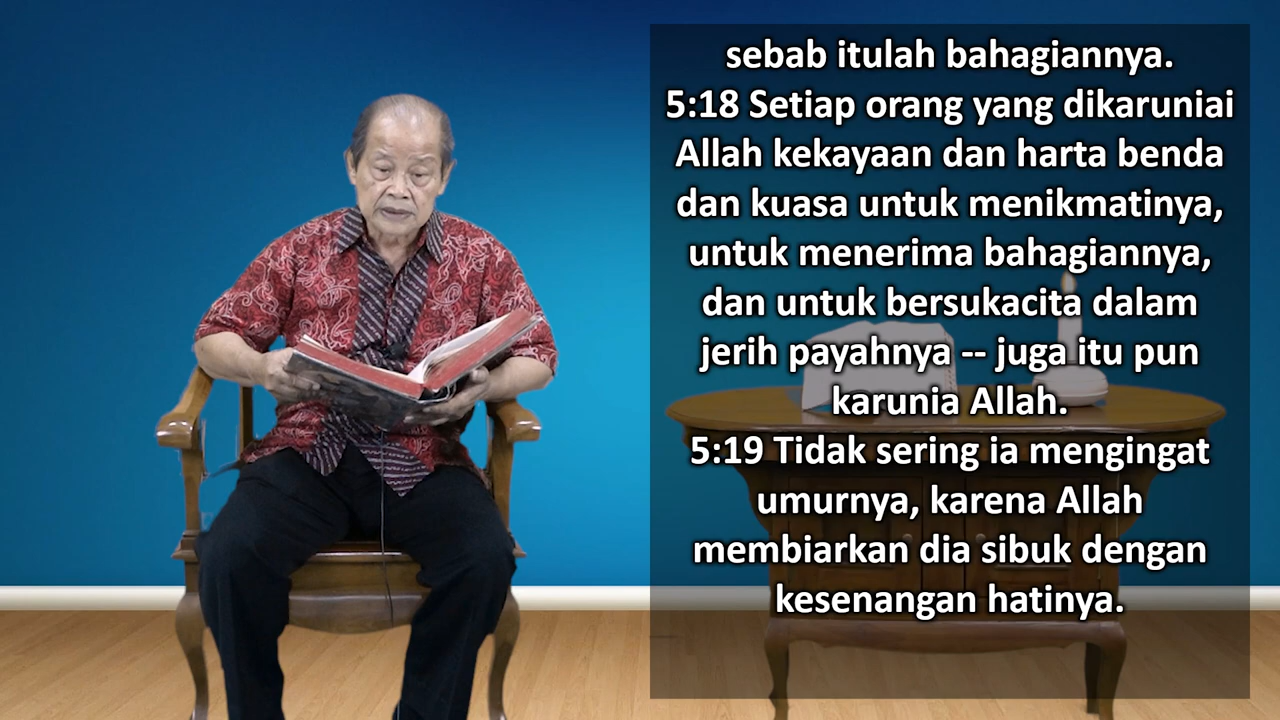 sebab itulah bahagiannya.
5:18 Setiap orang yang dikaruniai
Allah kekayaan dan harta benda
dan kuasa untuk menikmatinya,
untuk menerima bahagiannya,
dan untuk bersukacita dalam
jerih payahnya -- juga itu pun
karunia Allah.
5:19 Tidak sering ia mengingat
umurnya, karena Allah
membiarkan dia sibuk dengan
kesenangan hatinya.